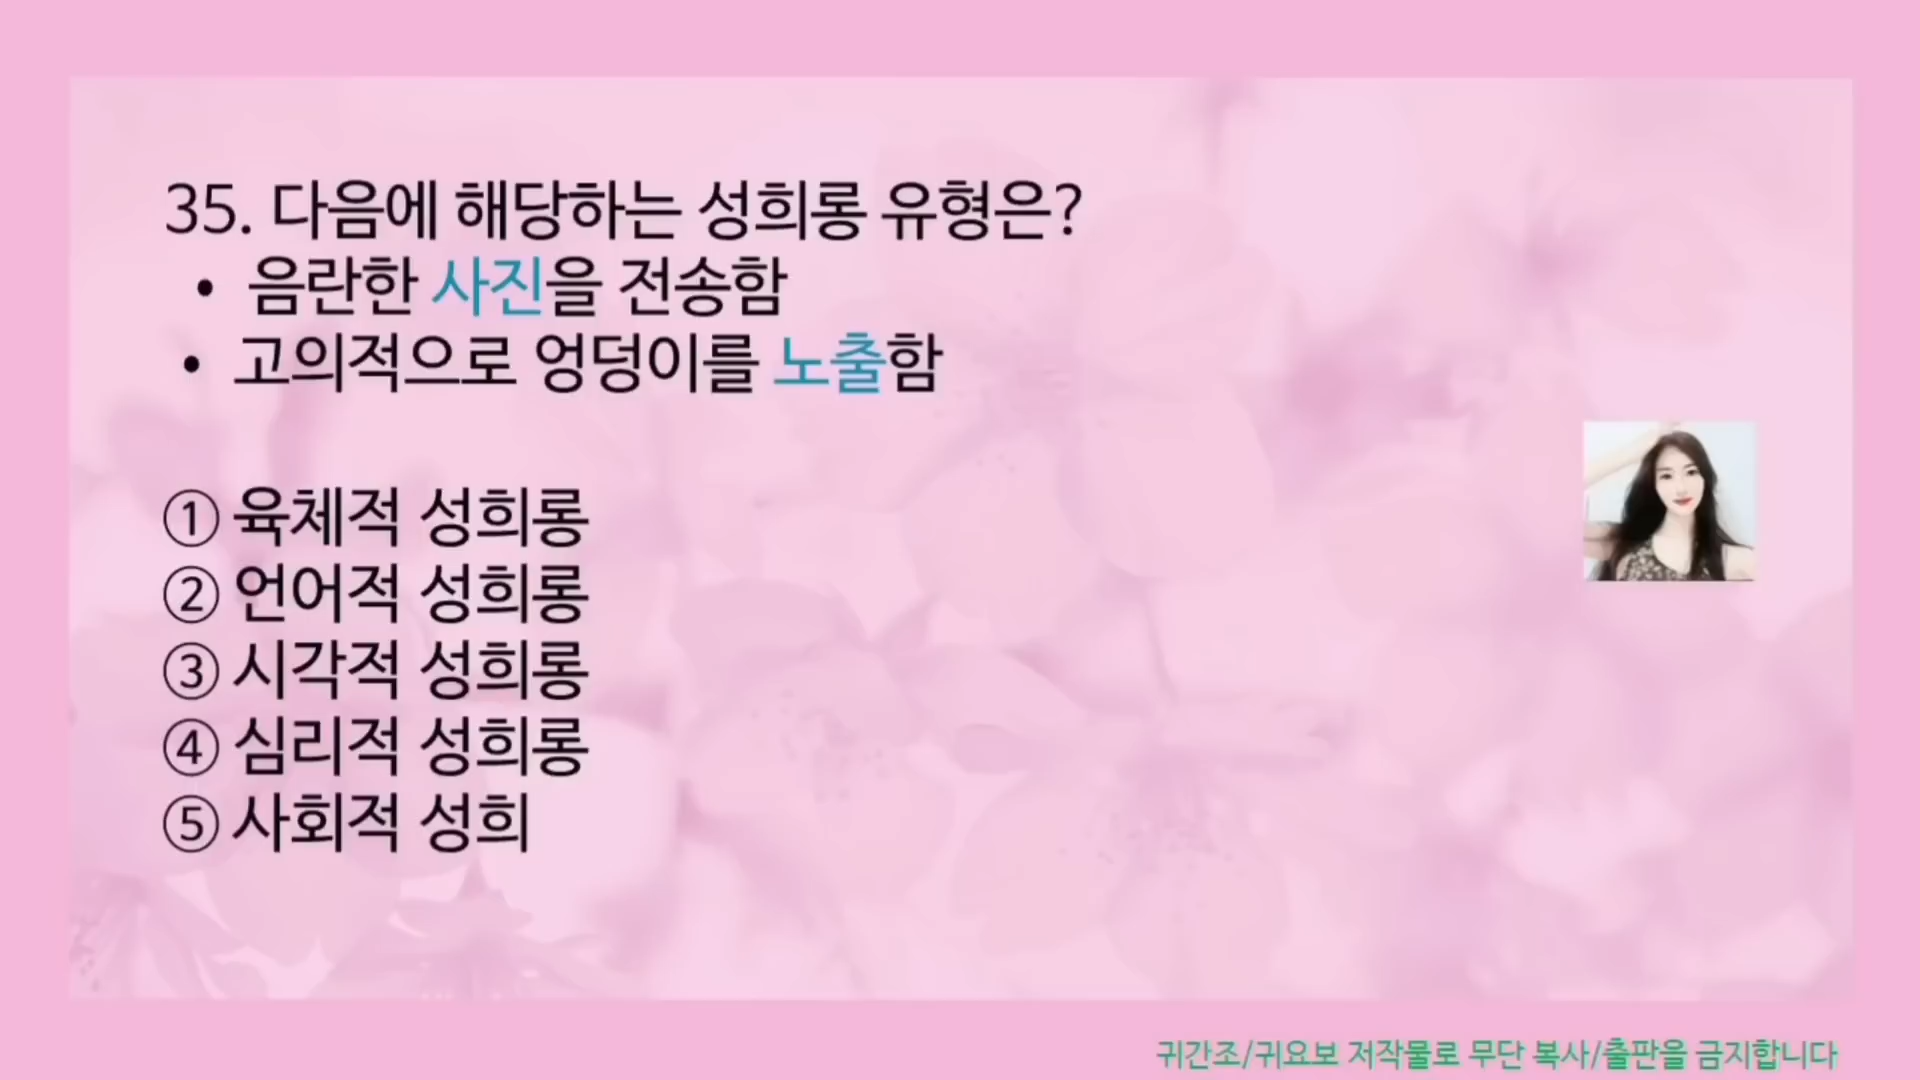 35. 다음에 해당하는 성희롱 유형은?
• 음란한 사진을 전송함
• 고의적으로 엉덩이를 노출함
① 육체적 성희롱
② 언어적 성희롱
③ 시각적 성희롱
④ 심리적 성희롱
⑤ 사회적 성희
귀간조/귀요보 저작물로 무단 복사/출판을 금지합니다